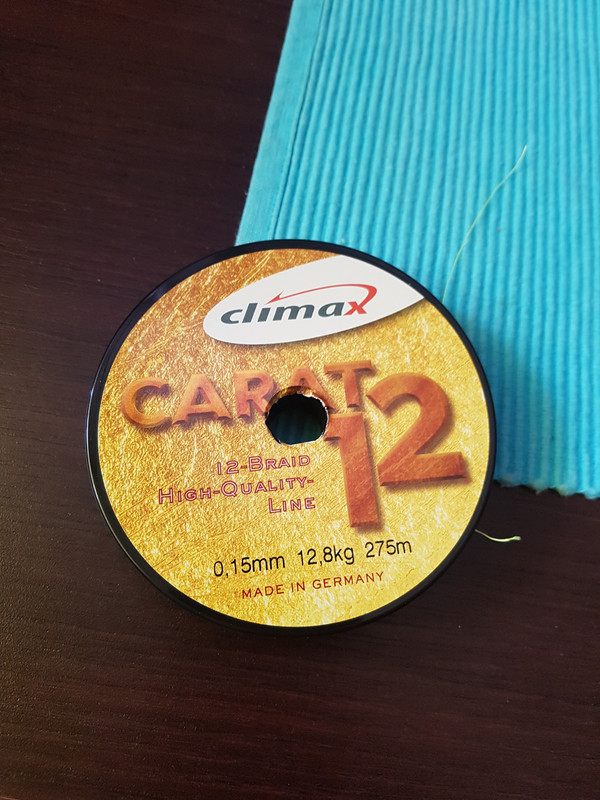 climax
CARAT
12
12-BRAID
HIGH-QUALITY-
LINE
0,15mm 12,8kg 275m
MADE IN GERMANY